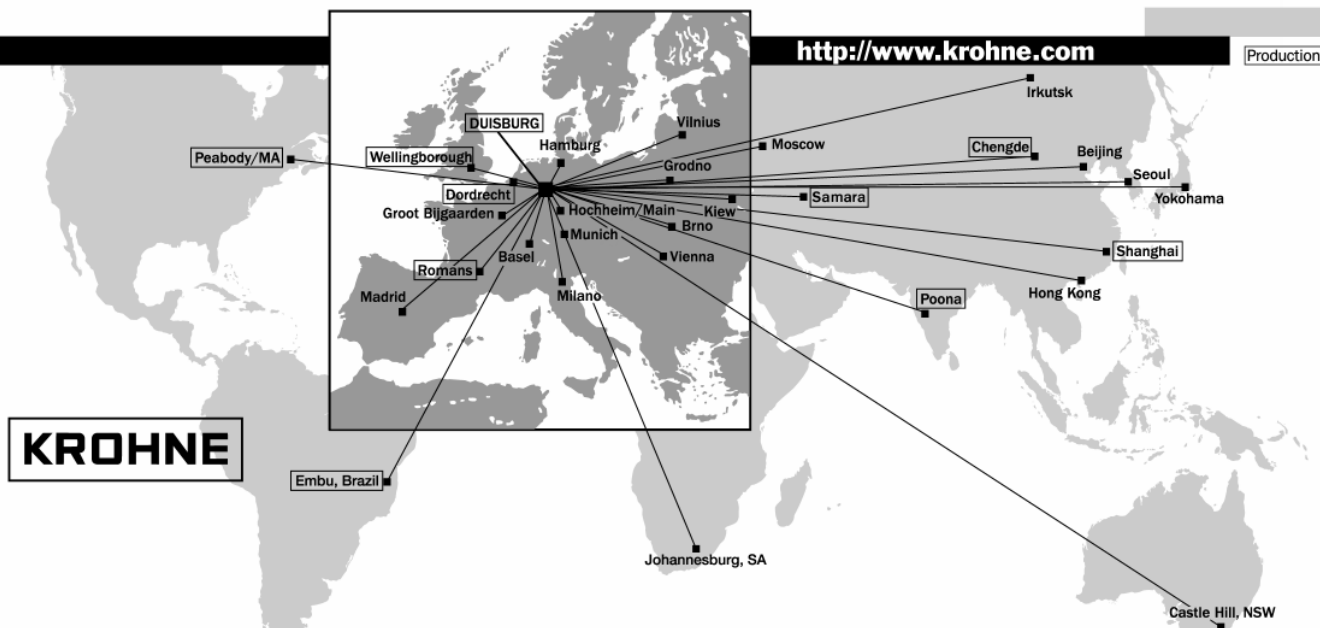 http://www.krohne.com
Production
Irkutsk
DUISBURG
Vilnius
Hamburg
Moscow
Peabody/MA
Wellingborough
Chengde
Beijing
Grodno
Seoul
Dordrecht
Samara
Yokohama
Groot Bijgaarden
Hochheim/Main
Kiew
Brno
Munich
Basel
Vienna
Shanghai
Romans
Madrid
Milano
Poona
Hong Kong
KROHNE
Embu, Brazil
Johannesburg, SA
Castle Hill, NSW